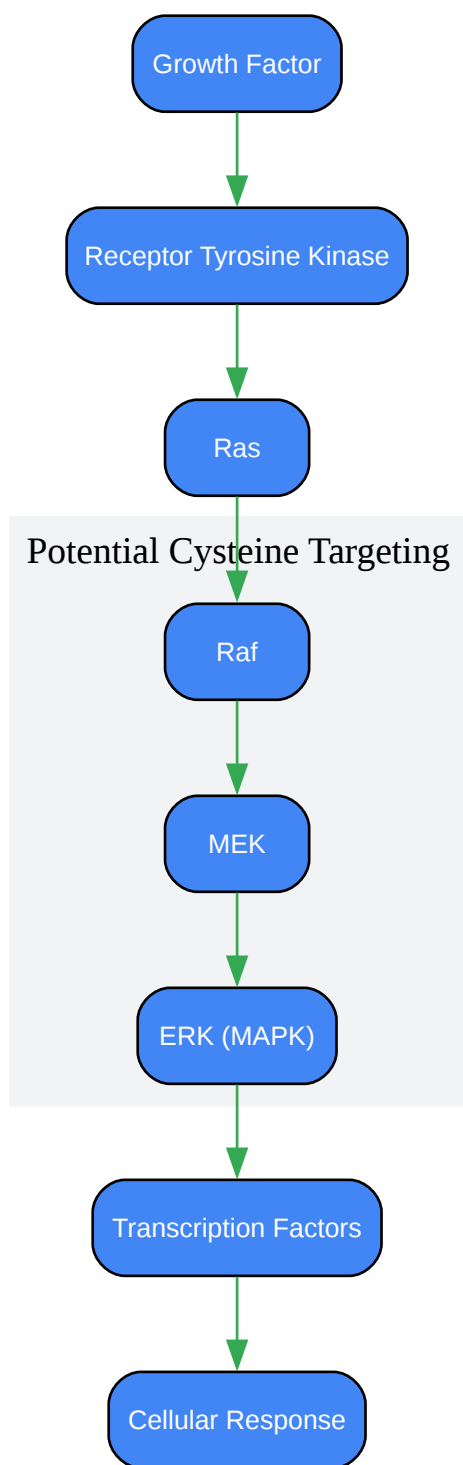 Growth Factor
Receptor Tyrosine Kinase
Ras
Potential Cysteine Targeting
Raf
MEK
ERK (MAPK)
Transcription Factors
Cellular Response